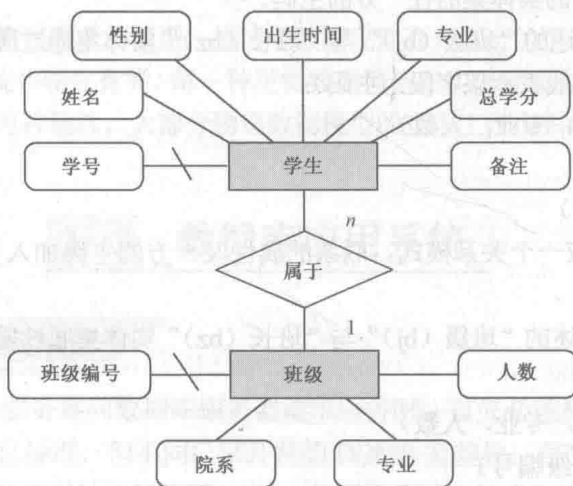 性别 出生时间 专业
姓名 总学分
学号 学生 备注
n
属于
1
班级编号 班级 人数
院系 专业